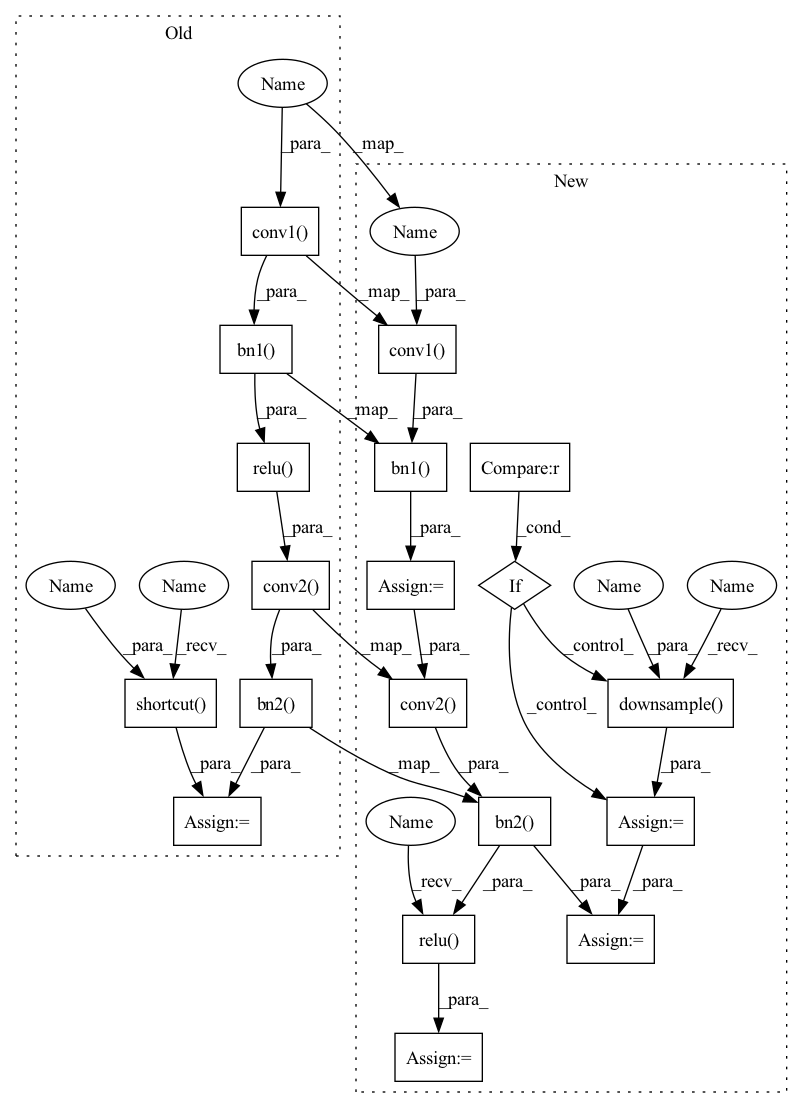 Old
Name
_para_
_map_
New
conv1()
Name
_para_
_map_
_para_
bn1()
conv1()
_para_
_map_
_para_
relu()
bn1()
Compare:r
_para_
_para_
_cond_
Name
Name
conv2()
Assign:=
If
Name
Name
_para_
_recv_
_para_
_map_
_para_
_control_
_para_
_recv_
shortcut()
bn2()
conv2()
_control_
downsample()
_para_
_para_
_map_
_para_
_para_
Assign:=
Name
bn2()
Assign:=
_recv_
_para_
_para_
_para_
relu()
Assign:=
_para_
Assign:=